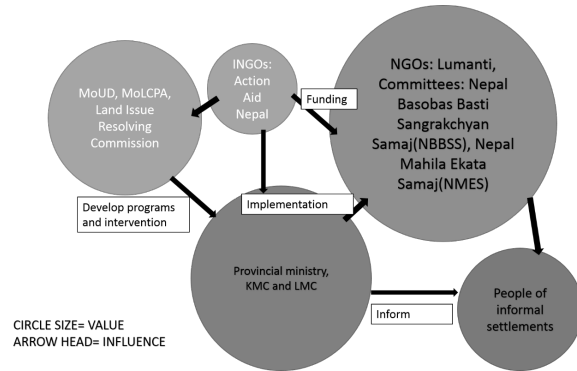 MoUD, MoLCPA,
Land Issue
Resolving
Commission
INGOs:
Action
Aid
Nepal
Funding
NGOs: Lumanti,
Committees: Nepal
Basobas Basti
Sangrakchyan
Samaj(NBBSS), Nepal
Mahila Ekata
Samaj(NMES)
Develop programs
and intervention
Implementation
Provincial ministry,
KMC and LMC
Inform
People of
informal
settlements
CIRCLE SIZE= VALUE
ARROW HEAD= INFLUENCE